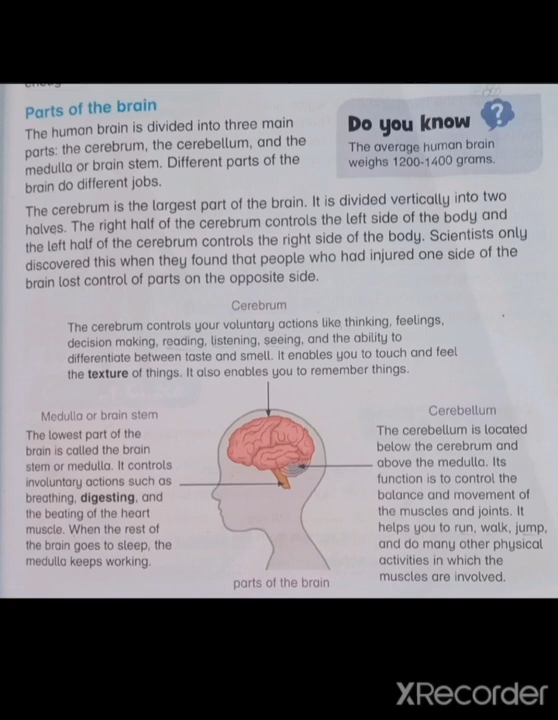 Parts of the brain
The human brain is divided into three main
parts: the cerebrum, the cerebellum, and the
medulla or brain stem. Different parts of the
brain do different jobs.
Do you know
?
The average human brain
weighs 1200-1400 grams.
The cerebrum is the largest part of the brain. It is divided vertically into two
halves. The right half of the cerebrum controls the left side of the body and
the left half of the cerebrum controls the right side of the body. Scientists only
discovered this when they found that people who had injured one side of the
brain lost control of parts on the opposite side.
Cerebrum
The cerebrum controls your voluntary actions like thinking, feelings,
decision making, reading, listening, seeing, and the ability to
differentiate between taste and smell. It enables you to touch and feel
the texture of things. It also enables you to remember things.
Medulla or brain stem
The lowest part of the
brain is called the brain
stem or medulla. It controls
involuntary actions such as
breathing, digesting, and
the beating of the heart
muscle. When the rest of
the brain goes to sleep, the
medulla keeps working.
Cerebellum
The cerebellum is located
below the cerebrum and
above the medulla. Its
function is to control the
balance and movement of
the muscles and joints. It
helps you to run, walk, jump,
and do many other physical
activities in which the
muscles are involved.
parts of the brain
XRecorder